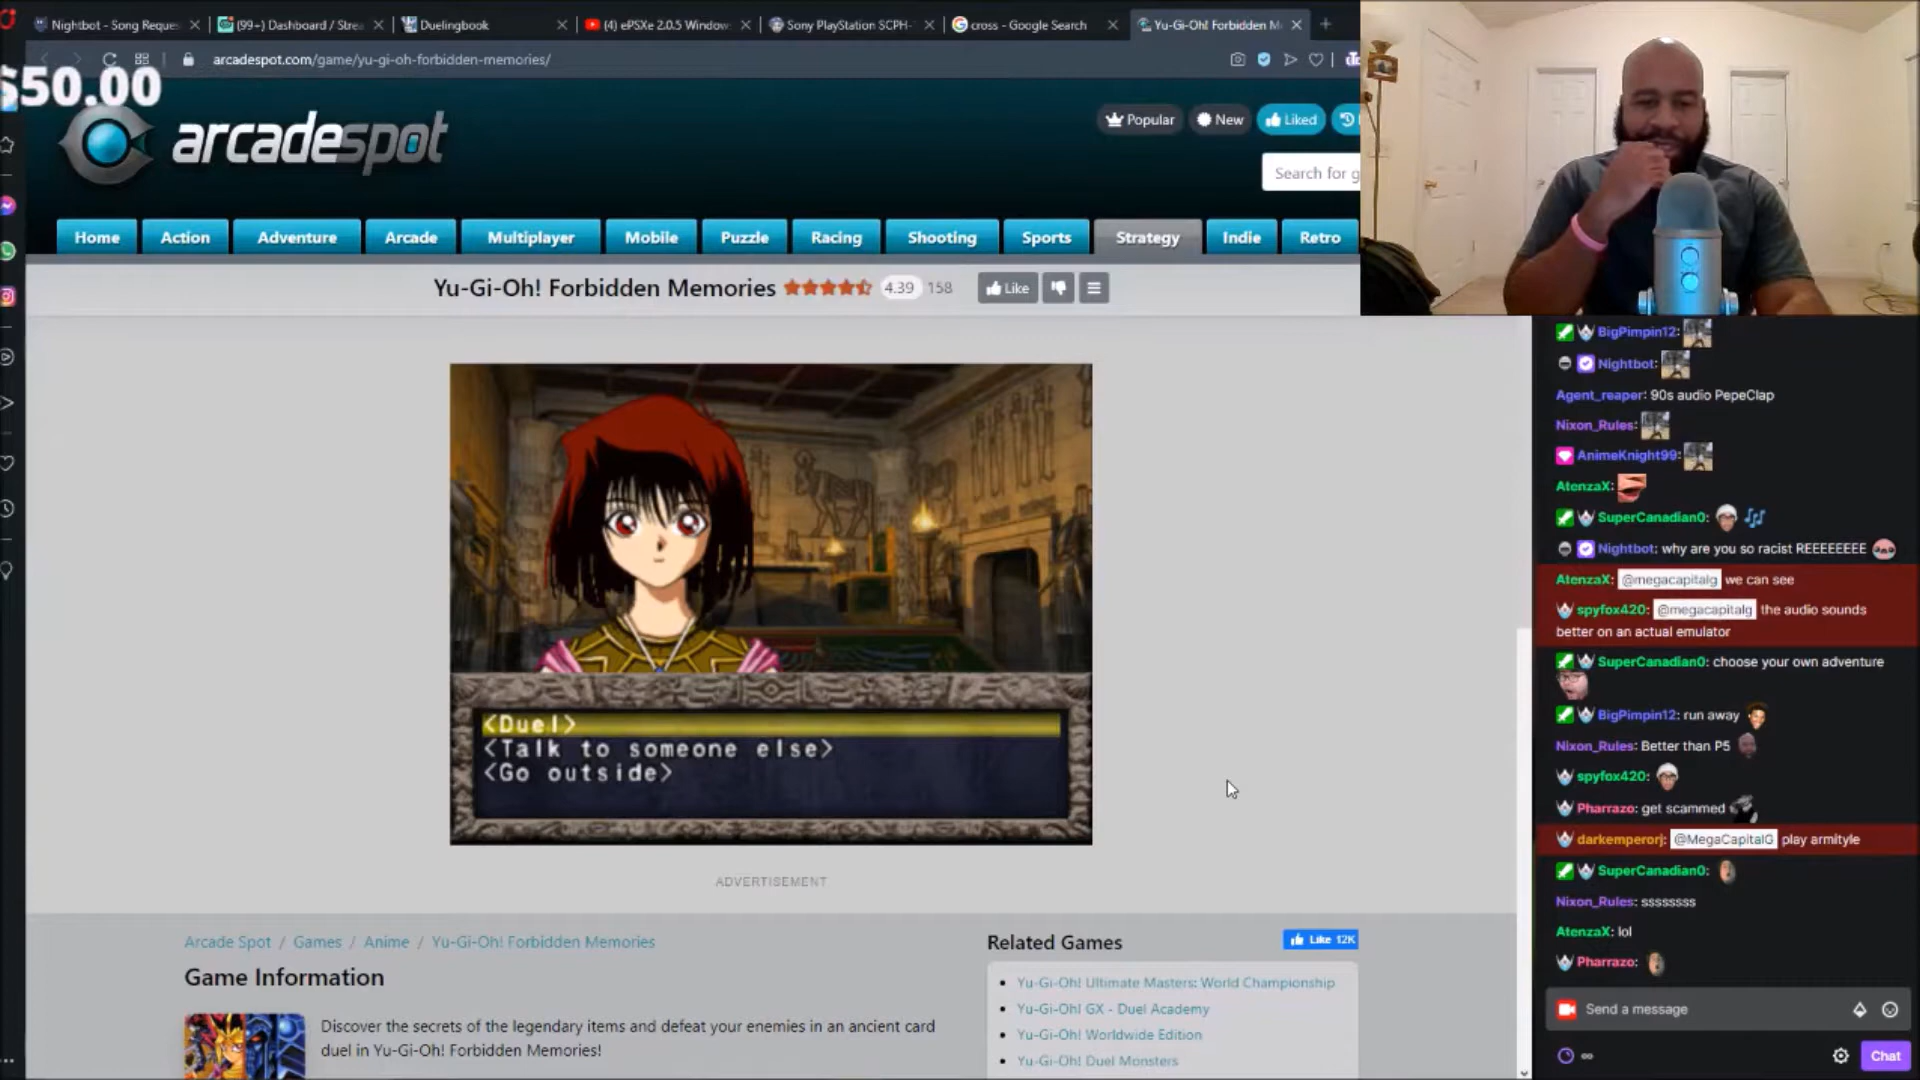 Nightbot - Song Reques
(99+) Dashboard / Strea
Duelingbook
(4) ePSXe 2.0.5 Window
Sony PlayStation SCPH-
cross - Google Search
Yu-Gi-Oh! Forbidden M
arcadespot.com/game/yu-gi-oh-forbidden-memories/
$50.00
arcadespot
Popular
New
Liked
Search for g
Home
Action
Adventure
Arcade
Multiplayer
Mobile
Puzzle
Racing
Shooting
Sports
Strategy
Indie
Retro
Yu-Gi-Oh! Forbidden Memories
4.39
158
Like
<Duel>
<Talk to someone else>
<Go outside>
ADVERTISEMENT
Arcade Spot / Games / Anime / Yu-Gi-Oh! Forbidden Memories
Game Information
Discover the secrets of the legendary items and defeat your enemies in an ancient card
duel in Yu-Gi-Oh! Forbidden Memories!
Related Games
Like 12K
Yu-Gi-Oh! Ultimate Masters: World Championship
Yu-Gi-Oh! GX - Duel Academy
Yu-Gi-Oh! Worldwide Edition
Yu-Gi-Oh! Duel Monsters
BigPimpin12:
Nightbot:
Agent_reaper: 90s audio PepeClap
Nixon_Rules:
AnimeKnight99:
AtenzaX:
SuperCanadian0:
Nightbot: why are you so racist REEEEEEEE
AtenzaX: @megacapitalg we can see
spyfox420: @megacapitalg the audio sounds
better on an actual emulator
SuperCanadian0: choose your own adventure
BigPimpin12: run away
Nixon_Rules: Better than P5
spyfox420:
Pharrazo: get scammed
darkemperorj: @MegaCapitalG play armityle
SuperCanadian0:
Nixon_Rules: ssssssss
AtenzaX: lol
Pharrazo:
Send a message
Chat